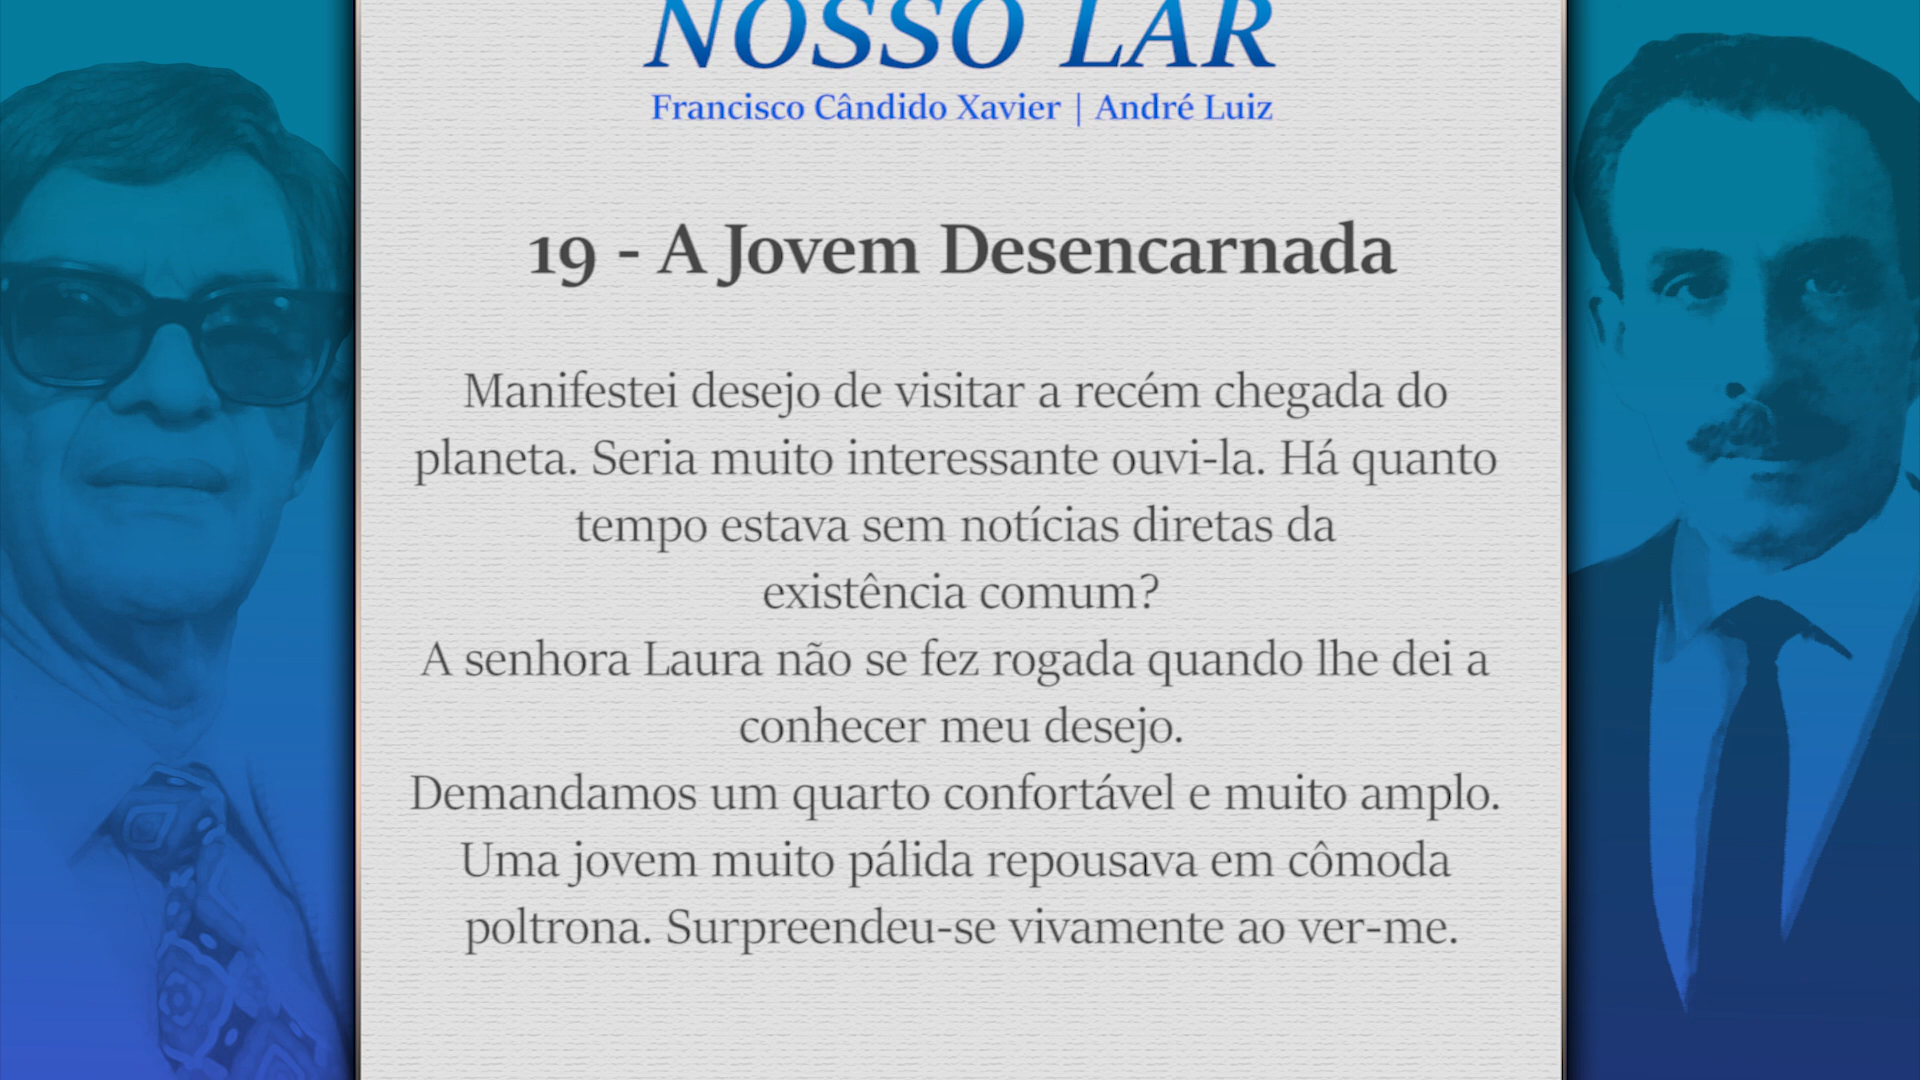 NOSSO LAR
Francisco Cândido Xavier | André Luiz
19 - A Jovem Desencarnada
Manifestei desejo de visitar a recém chegada do
planeta. Seria muito interessante ouvi-la. Há quanto
tempo estava sem notícias diretas da
existência comum?
A senhora Laura não se fez rogada quando lhe dei a
conhecer meu desejo.
Demandamos um quarto confortável e muito amplo.
Uma jovem muito pálida repousava em cômoda
poltrona. Surpreendeu-se vivamente ao ver-me.